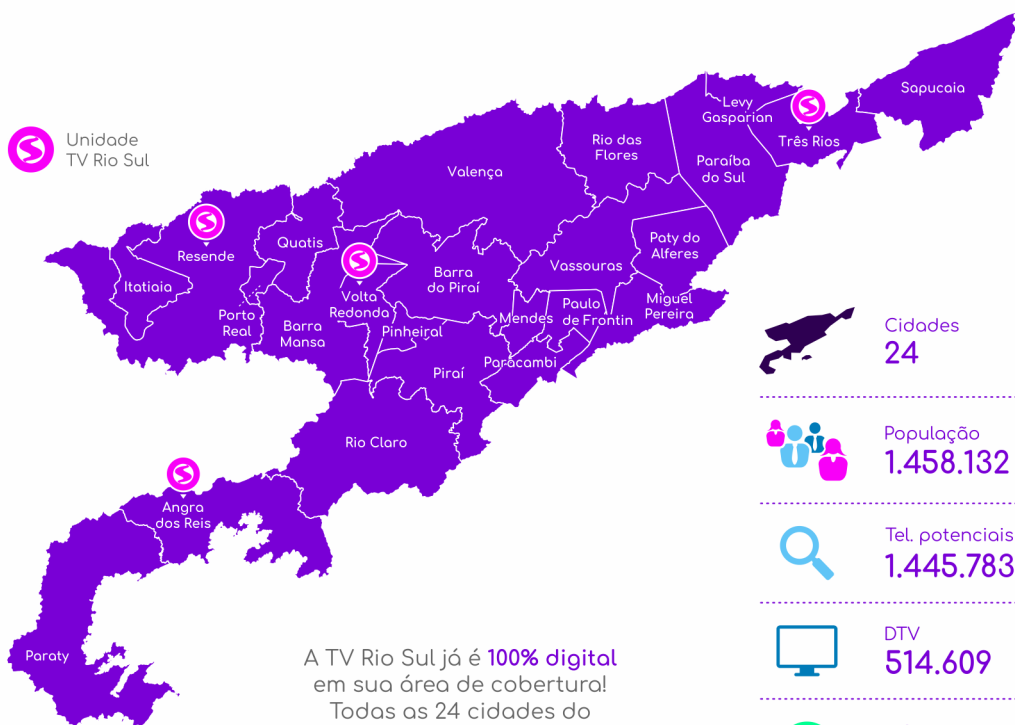 Unidade
TV Rio Sul
Sapucaia
Levy
Gasparian
Três Rios
Rio das
Flores
Paraíba
do Sul
Valença
Quatis
Resende
Itatiaia
Porto
Real
Barra
Mansa
Volta
Redonda
Barra
do Piraí
Vassouras
Paty do
Alferes
Miguel
Pereira
Mendes
Paulo
de Frontin
Pinheiral
Paracambi
Piraí
Rio Claro
Angra
dos Reis
Paraty
Cidades
24
População
1.458.132
Tel. potenciais
1.445.783
DTV
514.609
A TV Rio Sul já é 100% digital
em sua área de cobertura!
Todas as 24 cidades do